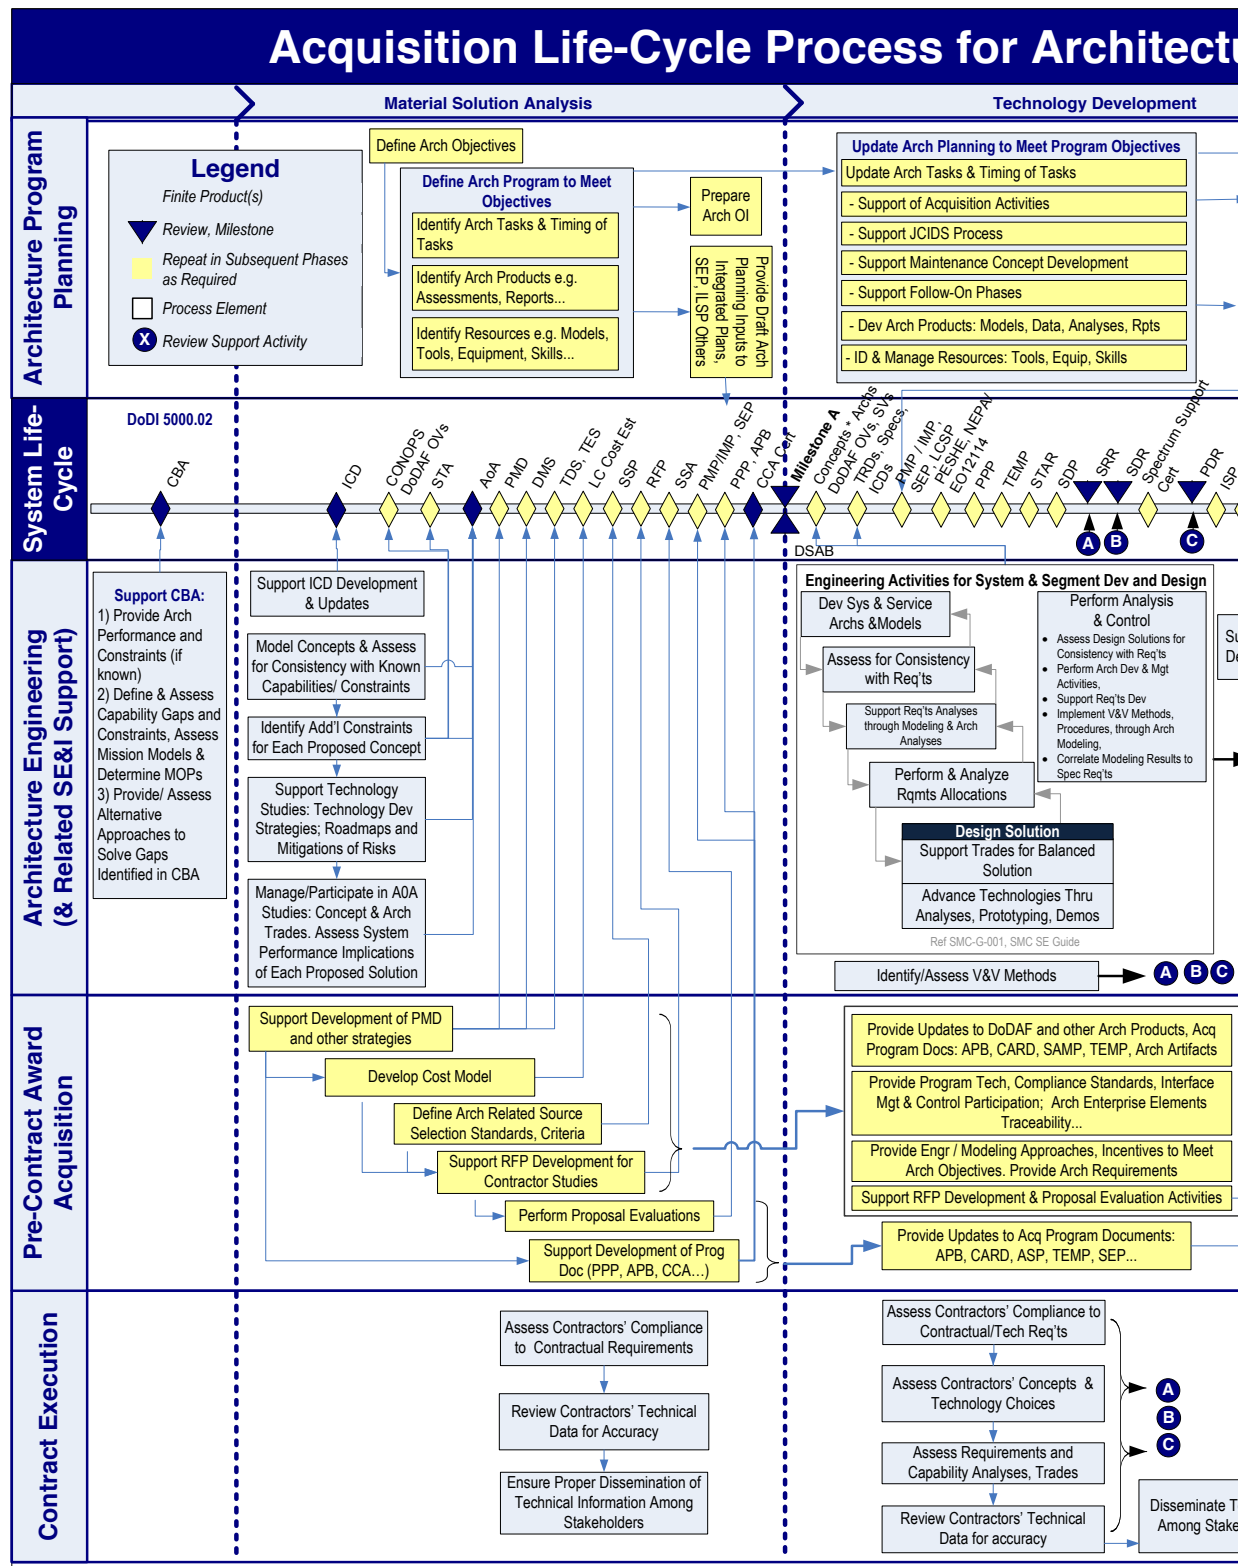 Acquisition Life-Cycle Process for Architectu
Material Solution Analysis
Technology Development
Architecture Program
Planning
Legend
Finite Product(s)
Review, Milestone
Repeat in Subsequent Phases
as Required
Process Element
X
Review Support Activity
Define Arch Objectives
Define Arch Program to Meet
Objectives
Identify Arch Tasks & Timing of
Tasks
Identify Arch Products e.g.
Assessments, Reports...
Identify Resources e.g. Models,
Tools, Equipment, Skills...
Prepare
Arch OI
Provide Draft Arch
Planning Inputs to
Integrated Plans,
SEP, ILSP Others
Update Arch Planning to Meet Program Objectives
Update Arch Tasks & Timing of Tasks
- Support of Acquisition Activities
- Support JCIDS Process
- Support Maintenance Concept Development
- Support Follow-On Phases
- Dev Arch Products: Models, Data, Analyses, Rpts
- ID & Manage Resources: Tools, Equip, Skills
System Life-
Cycle
DoDI 5000.02
CBA
ICD
CONOPS
DoDAF OVs
STA
AoA
PMD
DMS
TDS, TES
LC Cost Est
SSP
RFP
SSA
PMP/IMP, SEP
PPP, APB
CCA Cert
Milestone A
Concepts * Archs
DoDAF OVs, SVs
TRDs, Specs,
ICDs
PMP / IMP,
SEP, LCSP
PESHE, NEPA/
EO12114
PPP
TEMP
STAR
SDP
SRR
SDR
Spectrum Support
Cert
PDR
ISP
A
B
C
DSAB
Architecture Engineering
(& Related SE&I Support)
Support CBA:
1) Provide Arch
Performance and
Constraints (if
known)
2) Define & Assess
Capability Gaps and
Constraints, Assess
Mission Models &
Determine MOPs
3) Provide/ Assess
Alternative
Approaches to
Solve Gaps
Identified in CBA
Support ICD Development
& Updates
Model Concepts & Assess
for Consistency with Known
Capabilities/ Constraints
Identify Add'l Constraints
for Each Proposed Concept
Support Technology
Studies: Technology Dev
Strategies; Roadmaps and
Mitigations of Risks
Manage/Participate in A0A
Studies: Concept & Arch
Trades. Assess System
Performance Implications
of Each Proposed Solution
Engineering Activities for System & Segment Dev and Design
Dev Sys & Service
Archs &Models
Assess for Consistency
with Req'ts
Support Req'ts Analyses
through Modeling & Arch
Analyses
Perform & Analyze
Rqmts Allocations
Design Solution
Support Trades for Balanced
Solution
Advance Technologies Thru
Analyses, Prototyping, Demos
Ref SMC-G-001, SMC SE Guide
Perform Analysis
& Control
• Assess Design Solutions for
Consistency with Req'ts
• Perform Arch Dev & Mgt
Activities,
• Support Req'ts Dev
• Implement V&V Methods,
Procedures, through Arch
Modeling,
• Correlate Modeling Results to
Spec Req'ts
Su
De
Identify/Assess V&V Methods
A B C
Pre-Contract Award
Acquisition
Support Development of PMD
and other strategies
Develop Cost Model
Define Arch Related Source
Selection Standards, Criteria
Support RFP Development for
Contractor Studies
Perform Proposal Evaluations
Support Development of Prog
Doc (PPP, APB, CCA…)
Provide Updates to DoDAF and other Arch Products, Acq
Program Docs: APB, CARD, SAMP, TEMP, Arch Artifacts
Provide Program Tech, Compliance Standards, Interface
Mgt & Control Participation; Arch Enterprise Elements
Traceability...
Provide Engr / Modeling Approaches, Incentives to Meet
Arch Objectives. Provide Arch Requirements
Support RFP Development & Proposal Evaluation Activities
Provide Updates to Acq Program Documents:
APB, CARD, ASP, TEMP, SEP...
Contract Execution
Assess Contractors' Compliance
to Contractual Requirements
Review Contractors' Technical
Data for Accuracy
Ensure Proper Dissemination of
Technical Information Among
Stakeholders
Assess Contractors' Compliance to
Contractual/Tech Req'ts
Assess Contractors' Concepts &
Technology Choices
Assess Requirements and
Capability Analyses, Trades
Review Contractors' Technical
Data for accuracy
A
B
C
Disseminate T
Among Stake